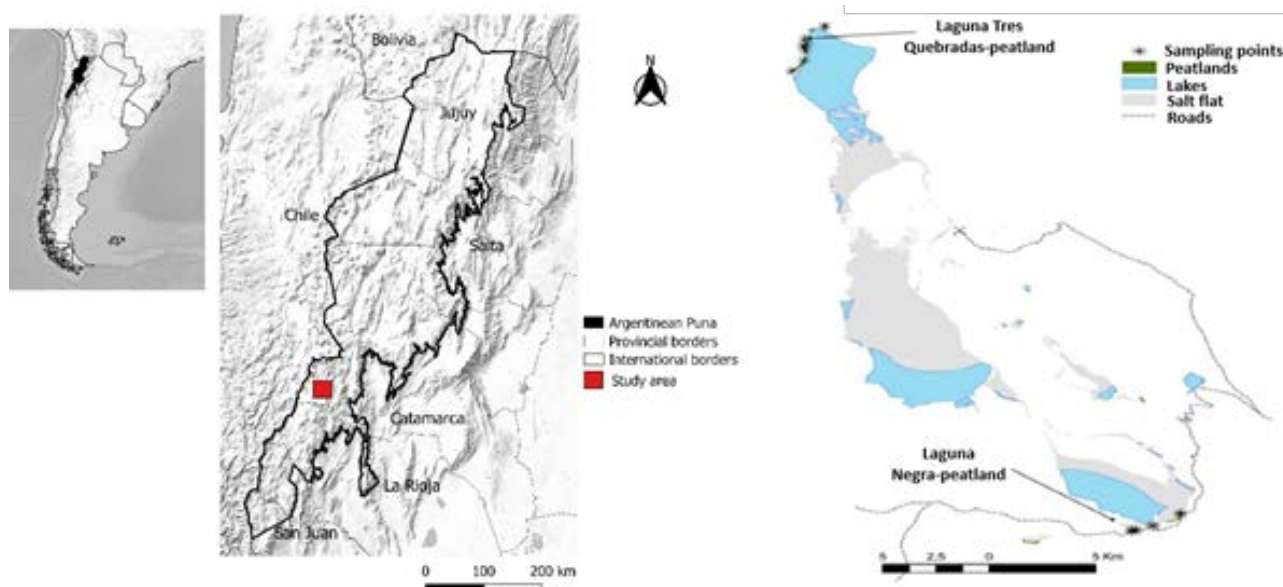 Bolivia
Jujuy
Chile
Salta
Catamarca
La Rioja
San Juan
0 100 200 km
N
Argentinean Puna
Provincial borders
International borders
Study area
Laguna Tres
Quebradas-peatland
Sampling points
Peatlands
Lakes
Salt flat
Roads
Laguna
Negra-peatland
5 2.5 0 5 Km